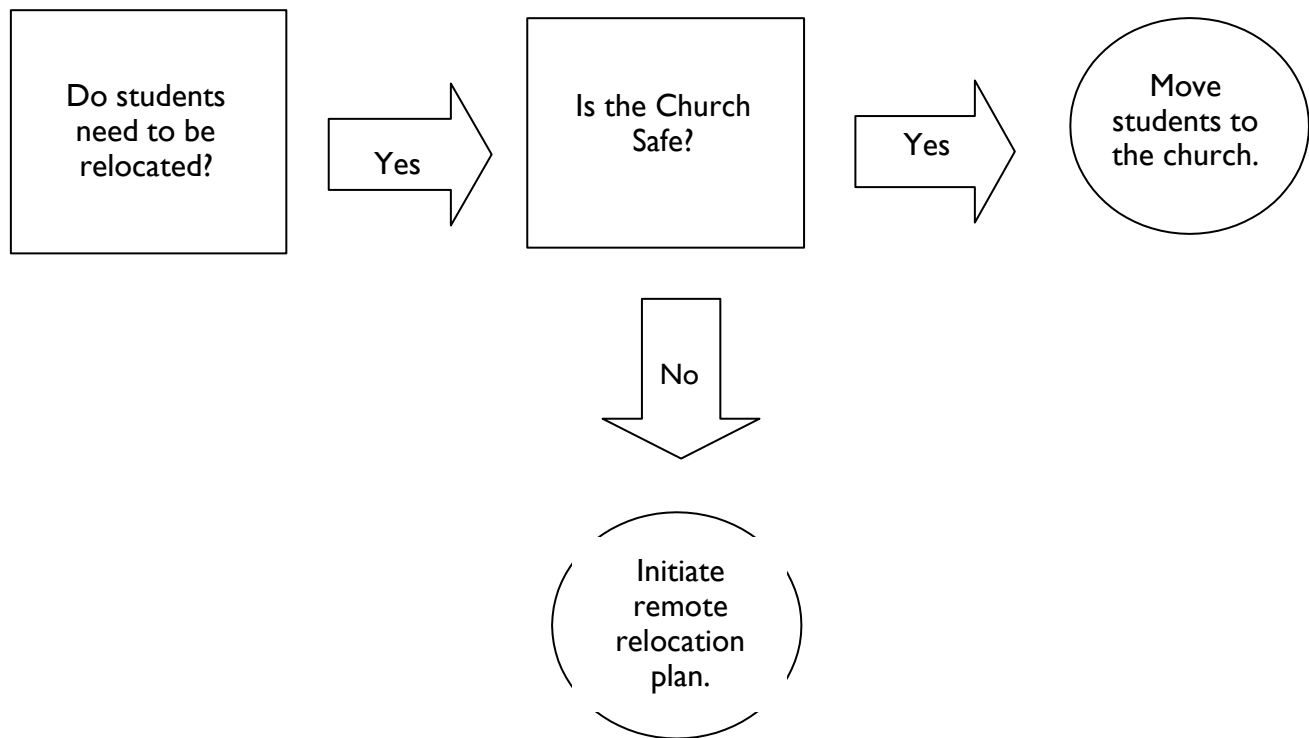 Do students
need to be
relocated?
Yes
Is the Church
Safe?
Yes
Move
students to
the church.
No
Initiate
remote
relocation
plan.